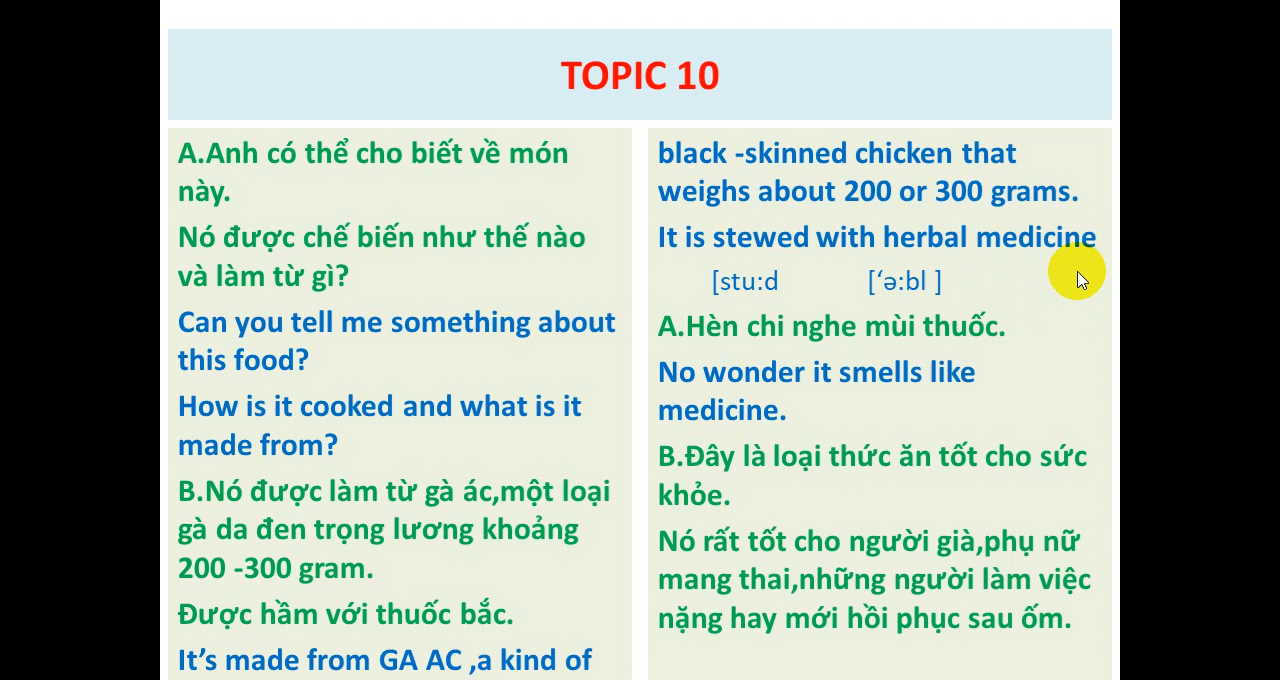 TOPIC 10
A.Anh có thể cho biết về món
này.
Nó được chế biến như thế nào
và làm từ gì?
Can you tell me something about
this food?
How is it cooked and what is it
made from?
B.Nó được làm từ gà ác,một loại
gà da đen trọng lương khoảng
200 -300 gram.
Được hầm với thuốc bắc.
It’s made from GA AC ,a kind of
black -skinned chicken that
weighs about 200 or 300 grams.
It is stewed with herbal medicine
[stu:d [‘ə:bl ]
A.Hèn chi nghe mùi thuốc.
No wonder it smells like
medicine.
B.Đây là loại thức ăn tốt cho sức
khỏe.
Nó rất tốt cho người già,phụ nữ
mang thai,những người làm việc
nặng hay mới hồi phục sau ốm.